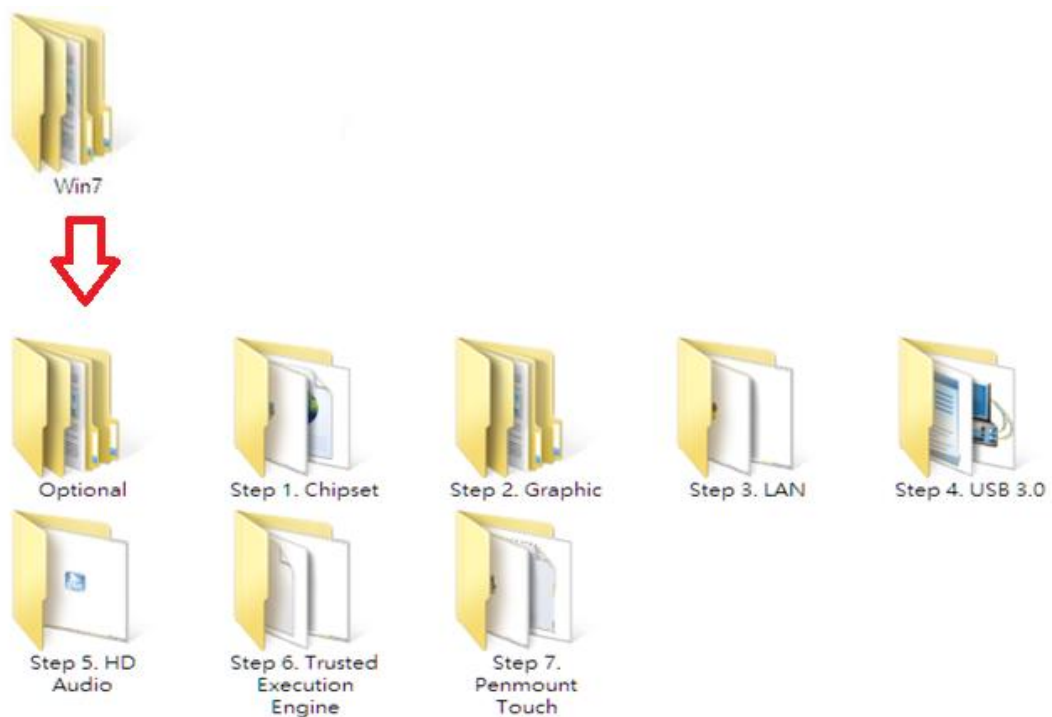 Win7
Optional
Step 1. Chipset
Step 2. Graphic
Step 3. LAN
Step 4. USB 3.0
Step 5. HD
Audio
Step 6. Trusted
Execution
Engine
Step 7.
Penmount
Touch